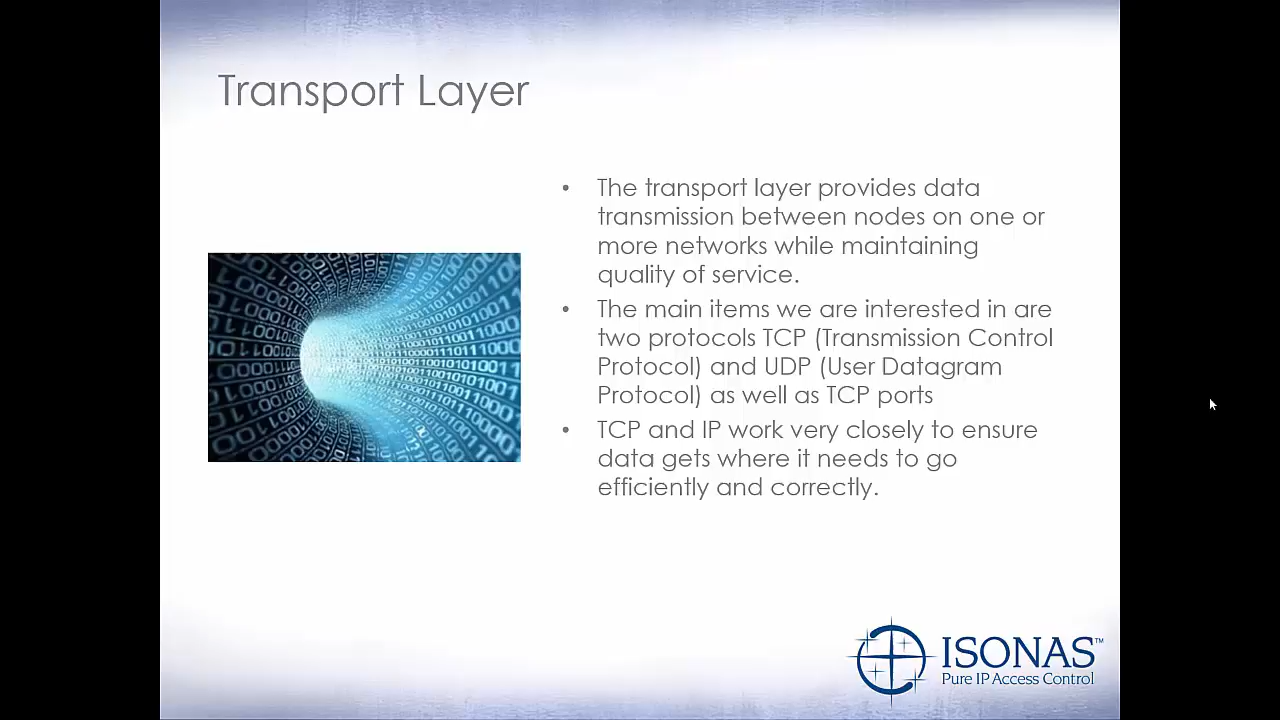 Transport Layer
• The transport layer provides data
transmission between nodes on one or
more networks while maintaining
quality of service.
• The main items we are interested in are
two protocols TCP (Transmission Control
Protocol) and UDP (User Datagram
Protocol) as well as TCP ports
• TCP and IP work very closely to ensure
data gets where it needs to go
efficiently and correctly.
ISONAS™
Pure IP Access Control